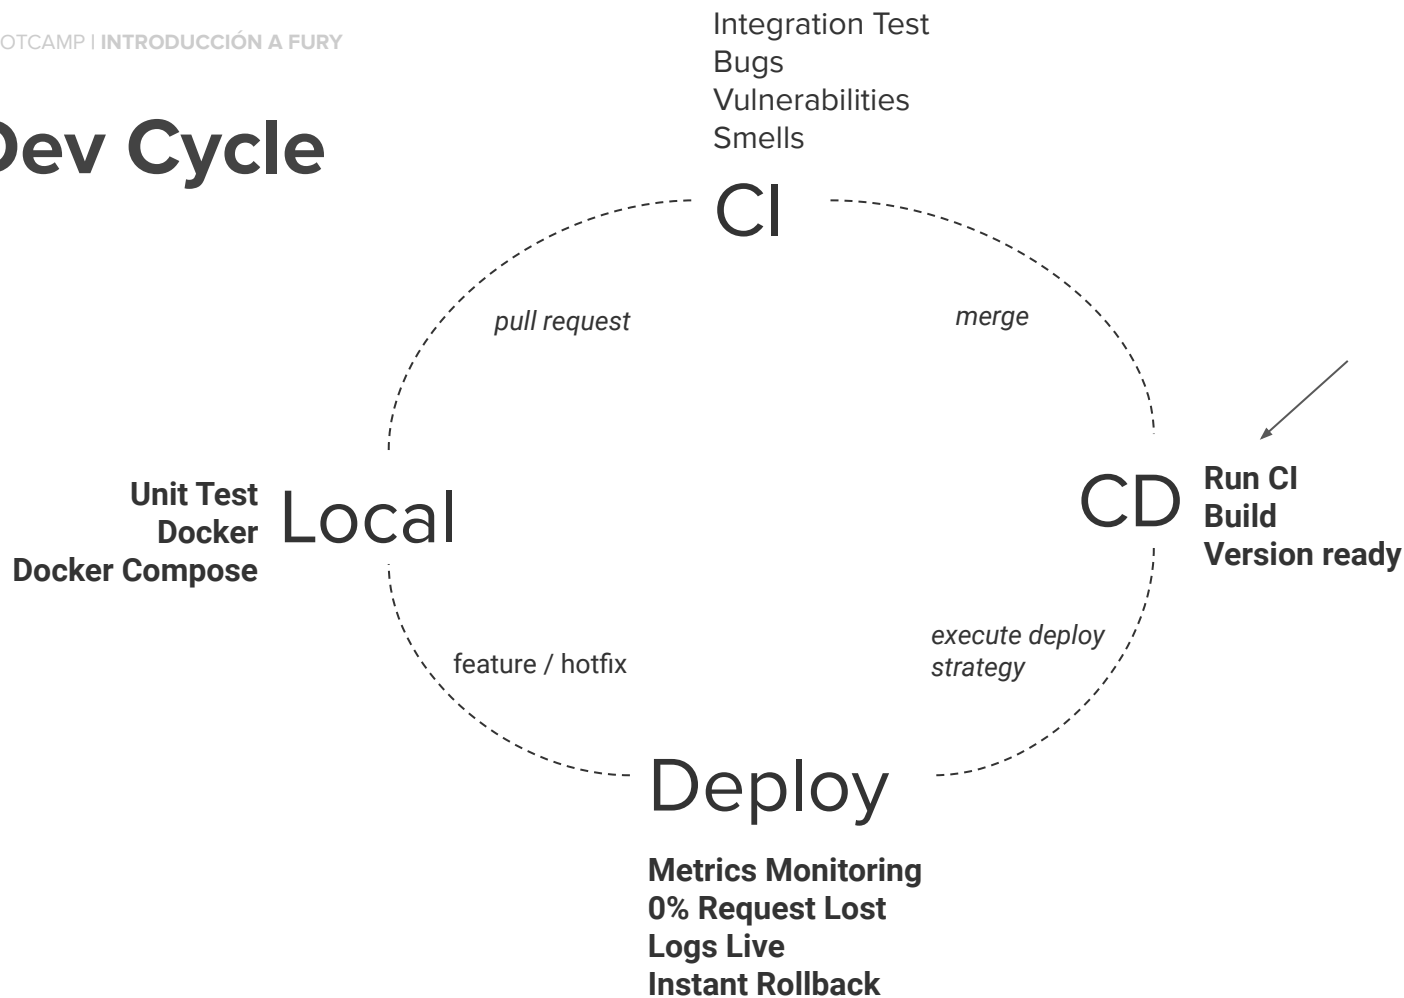 OTCAMP | INTRODUCCIÓN A FURY
Dev Cycle
Integration Test
Bugs
Vulnerabilities
Smells
CI
pull request
merge
Unit Test
Docker
Docker Compose
Local
CD
Run CI
Build
Version ready
feature / hotfix
execute deploy
strategy
Deploy
Metrics Monitoring
0% Request Lost
Logs Live
Instant Rollback